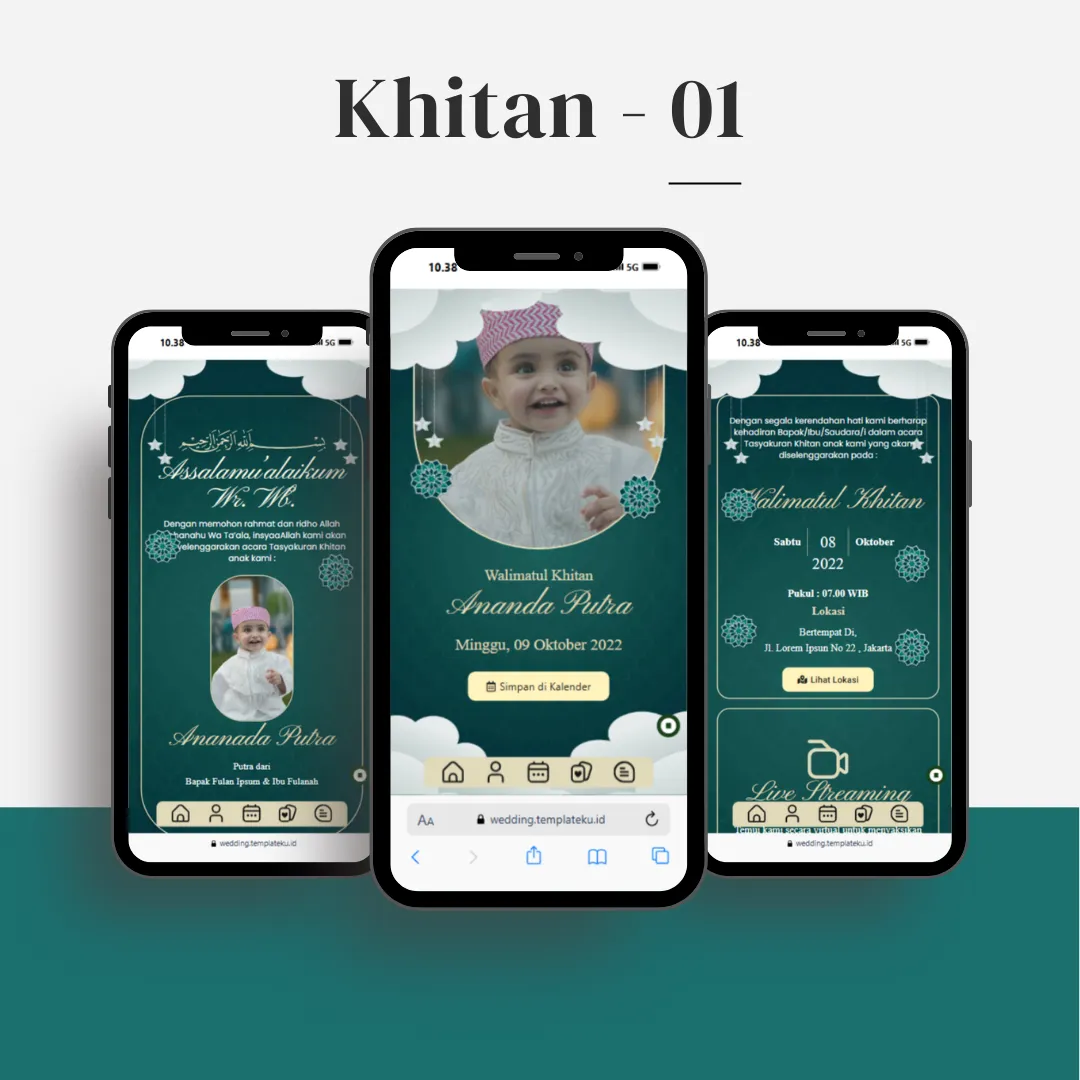 Khitan - 01
10.38
5G
بسم الله الرحمن الرحيم
Assalamu'alaikum
Wr. Wb.
Dengan memohon rahmat dan ridho Allah
hanahu Wa Ta'ala, insyaaAllah kami akan
yelenggarakan acara Tasyakuran Khitan
anak kami :
Ananada Putra
Putra dari
Bapak Fulan Ipsum & Ibu Fulanah
wedding.templateku.id
10.38
5G
Walimatul Khitan
Ananda Putra
Minggu, 09 Oktober 2022
Simpan di Kalender
AA
wedding.templateku.id
10.38
5G
Dengan segala kerendahan hati kami berharap
kehadiran Bapak/Ibu/Saudara/i dalam acara
Tasyakuran Khitan anak kami yang akan
diselenggarakan pada :
Walimatul Khitan
Sabtu 08 Oktober
2022
Pukul : 07.00 WIB
Lokasi
Bertempat Di,
Jl. Lorem Ipsun No 22 , Jakarta
Lihat Lokasi
Live Streaming
Temui kami secara virtual untuk menyaksikan
wedding.templateku.id